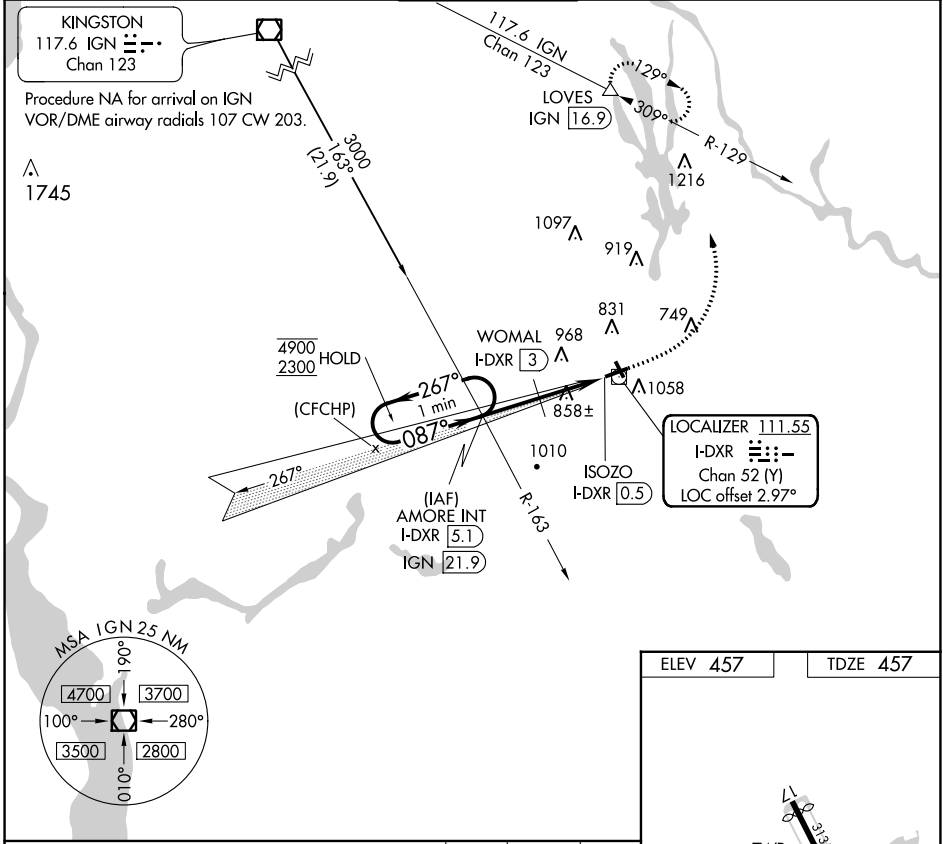 KINGSTON
117.6 IGN
Chan 123
Procedure NA for arrival on IGN
VOR/DME airway radials 107 CW 203.
1745
117.6 IGN
Chan 123
LOVES
IGN 16.9
129°
309°
R-129
1216
3000
163°
(21.9)
1097
919
831
749
WOMAL
I-DXR 3
968
4900
2300
HOLD
267°
1 min
087°
(CFCHP)
x
267°
858±
1058
1010
ISOZO
I-DXR 0.5
LOCALIZER 111.55
I-DXR
Chan 52 (Y)
LOC offset 2.97°
(IAF)
AMORE INT
I-DXR 5.1
IGN 21.9
R-163
MSA IGN 25 NM
190°
4700
3700
100°
280°
3500
2800
010°
ELEV 457
TDZE 457
17